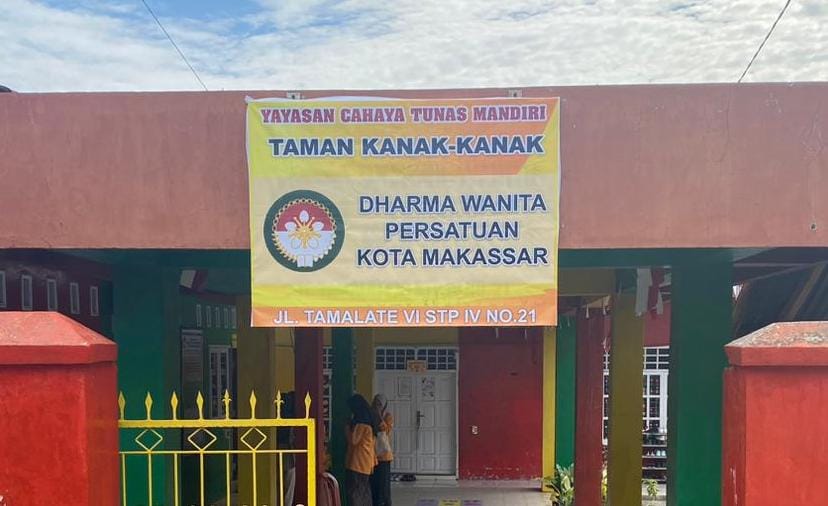 YAYASAN CAHAYA TUNAS MANDIRI
TAMAN KANAK-KANAK
DHARMA WANITA
PERSATUAN
KOTA MAKASSAR
JL. TAMALATE VI STP IV NO.21